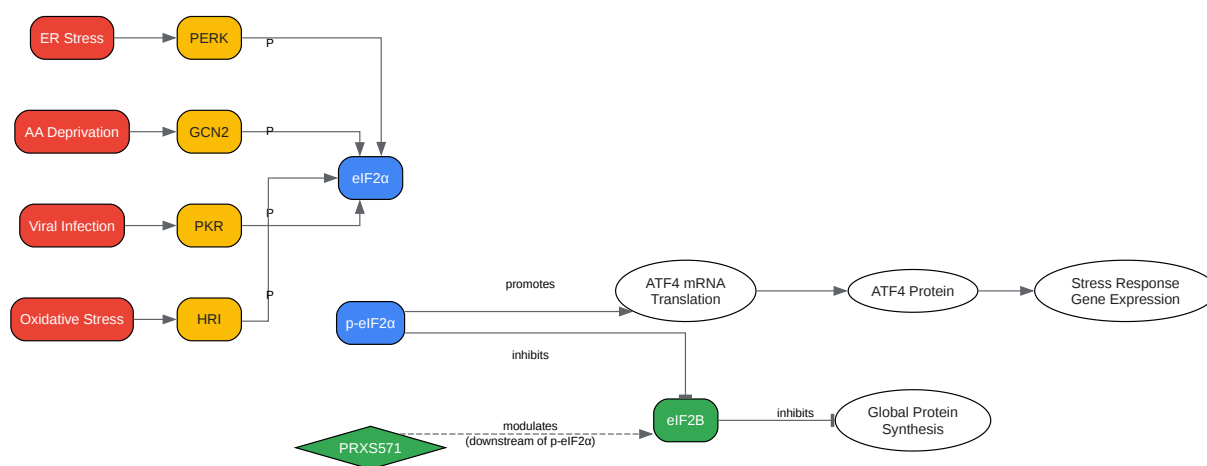 ER Stress
PERK
P
AA Deprivation
GCN2
P
eIF2α
Viral Infection
PKR
P
Oxidative Stress
HRI
P
p-eIF2α
promotes
inhibits
ATF4 mRNA
Translation
ATF4 Protein
Stress Response
Gene Expression
PRXS571
modulates
(downstream of p-eIF2α)
eIF2B
inhibits
Global Protein
Synthesis